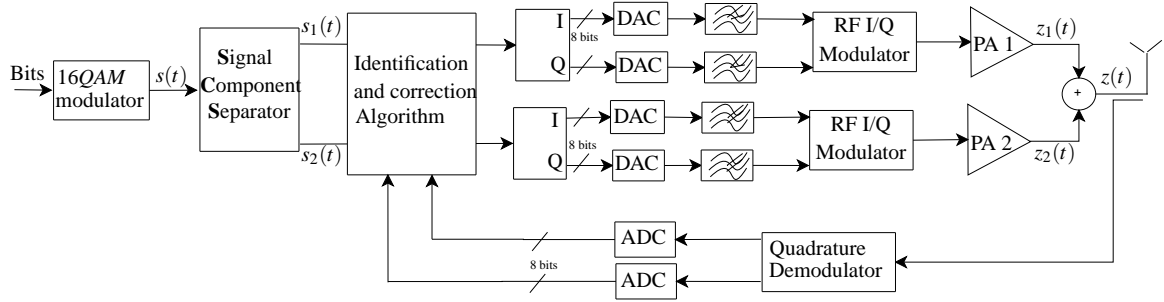 Bits
16QAM
modulator
s(t)
Signal
Component
Separator
s₁(t)
s₂(t)
Identification
and correction
Algorithm
I
Q
8 bits
DAC
DAC
RF I/Q
Modulator
PA 1
z₁(t)
I
Q
8 bits
DAC
DAC
RF I/Q
Modulator
PA 2
z₂(t)
+
z(t)
ADC
8 bits
ADC
Quadrature
Demodulator